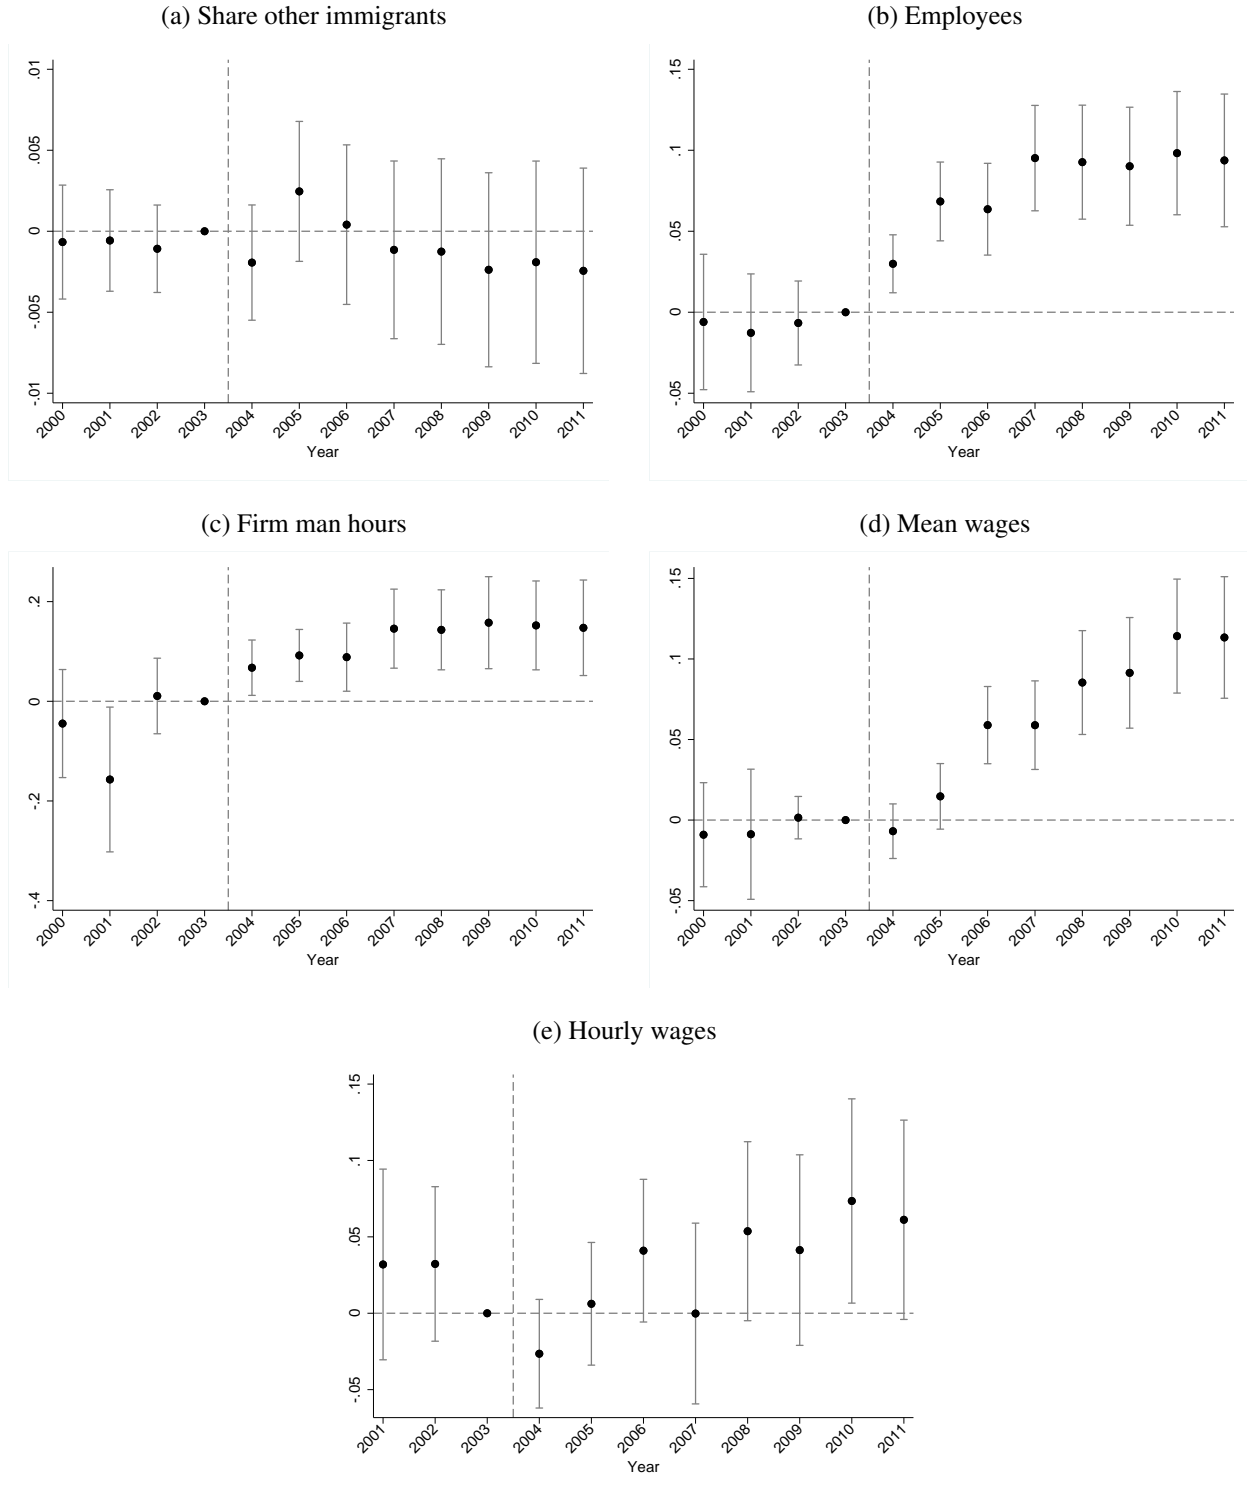 (a) Share other immigrants
.01
.005
0
-.005
-.01
2000 2001 2002 2003 2004 2005 2006 2007 2008 2009 2010 2011
Year
(b) Employees
.15
.1
.05
0
-.05
2000 2001 2002 2003 2004 2005 2006 2007 2008 2009 2010 2011
Year
(c) Firm man hours
.2
0
-.2
-.4
2000 2001 2002 2003 2004 2005 2006 2007 2008 2009 2010 2011
Year
(d) Mean wages
.15
.1
.05
0
-.05
2000 2001 2002 2003 2004 2005 2006 2007 2008 2009 2010 2011
Year
(e) Hourly wages
.15
.1
.05
0
-.05
2001 2002 2003 2004 2005 2006 2007 2008 2009 2010 2011
Year